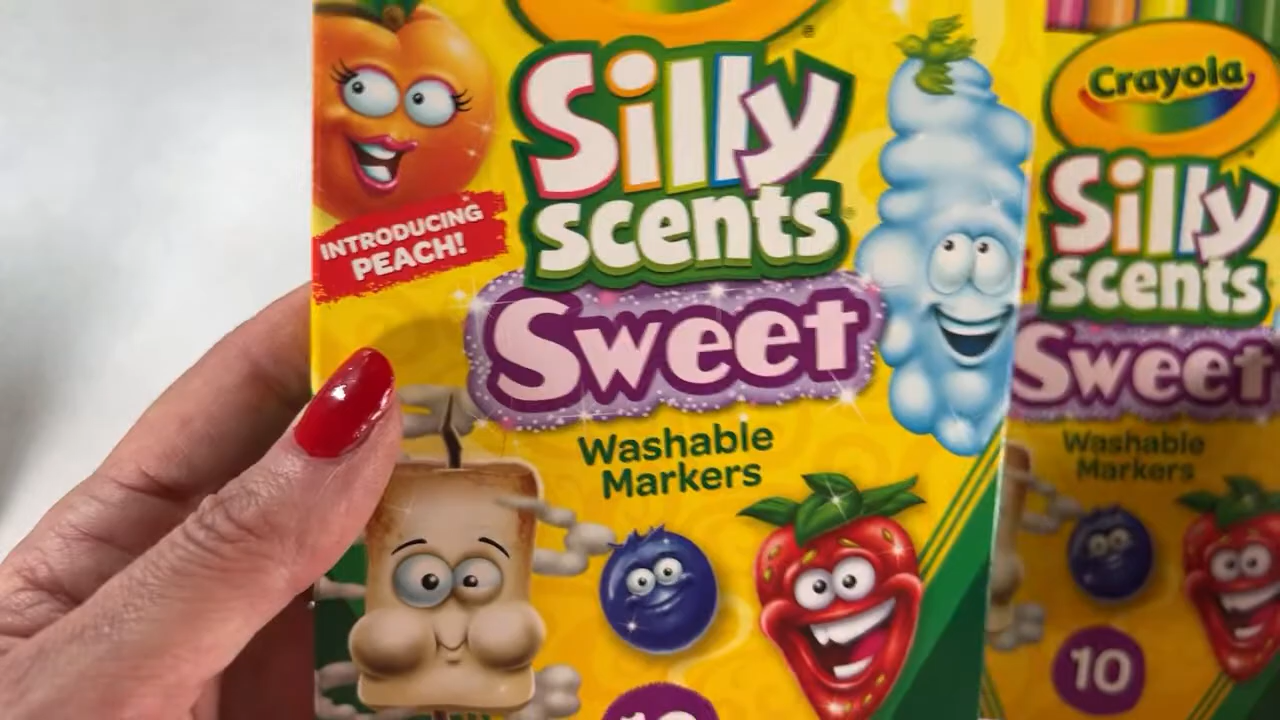 Silly
scents
Sweet
INTRODUCING
PEACH!
Washable
Markers
Crayola
Silly
scents
Sweet
Washable
Markers
10